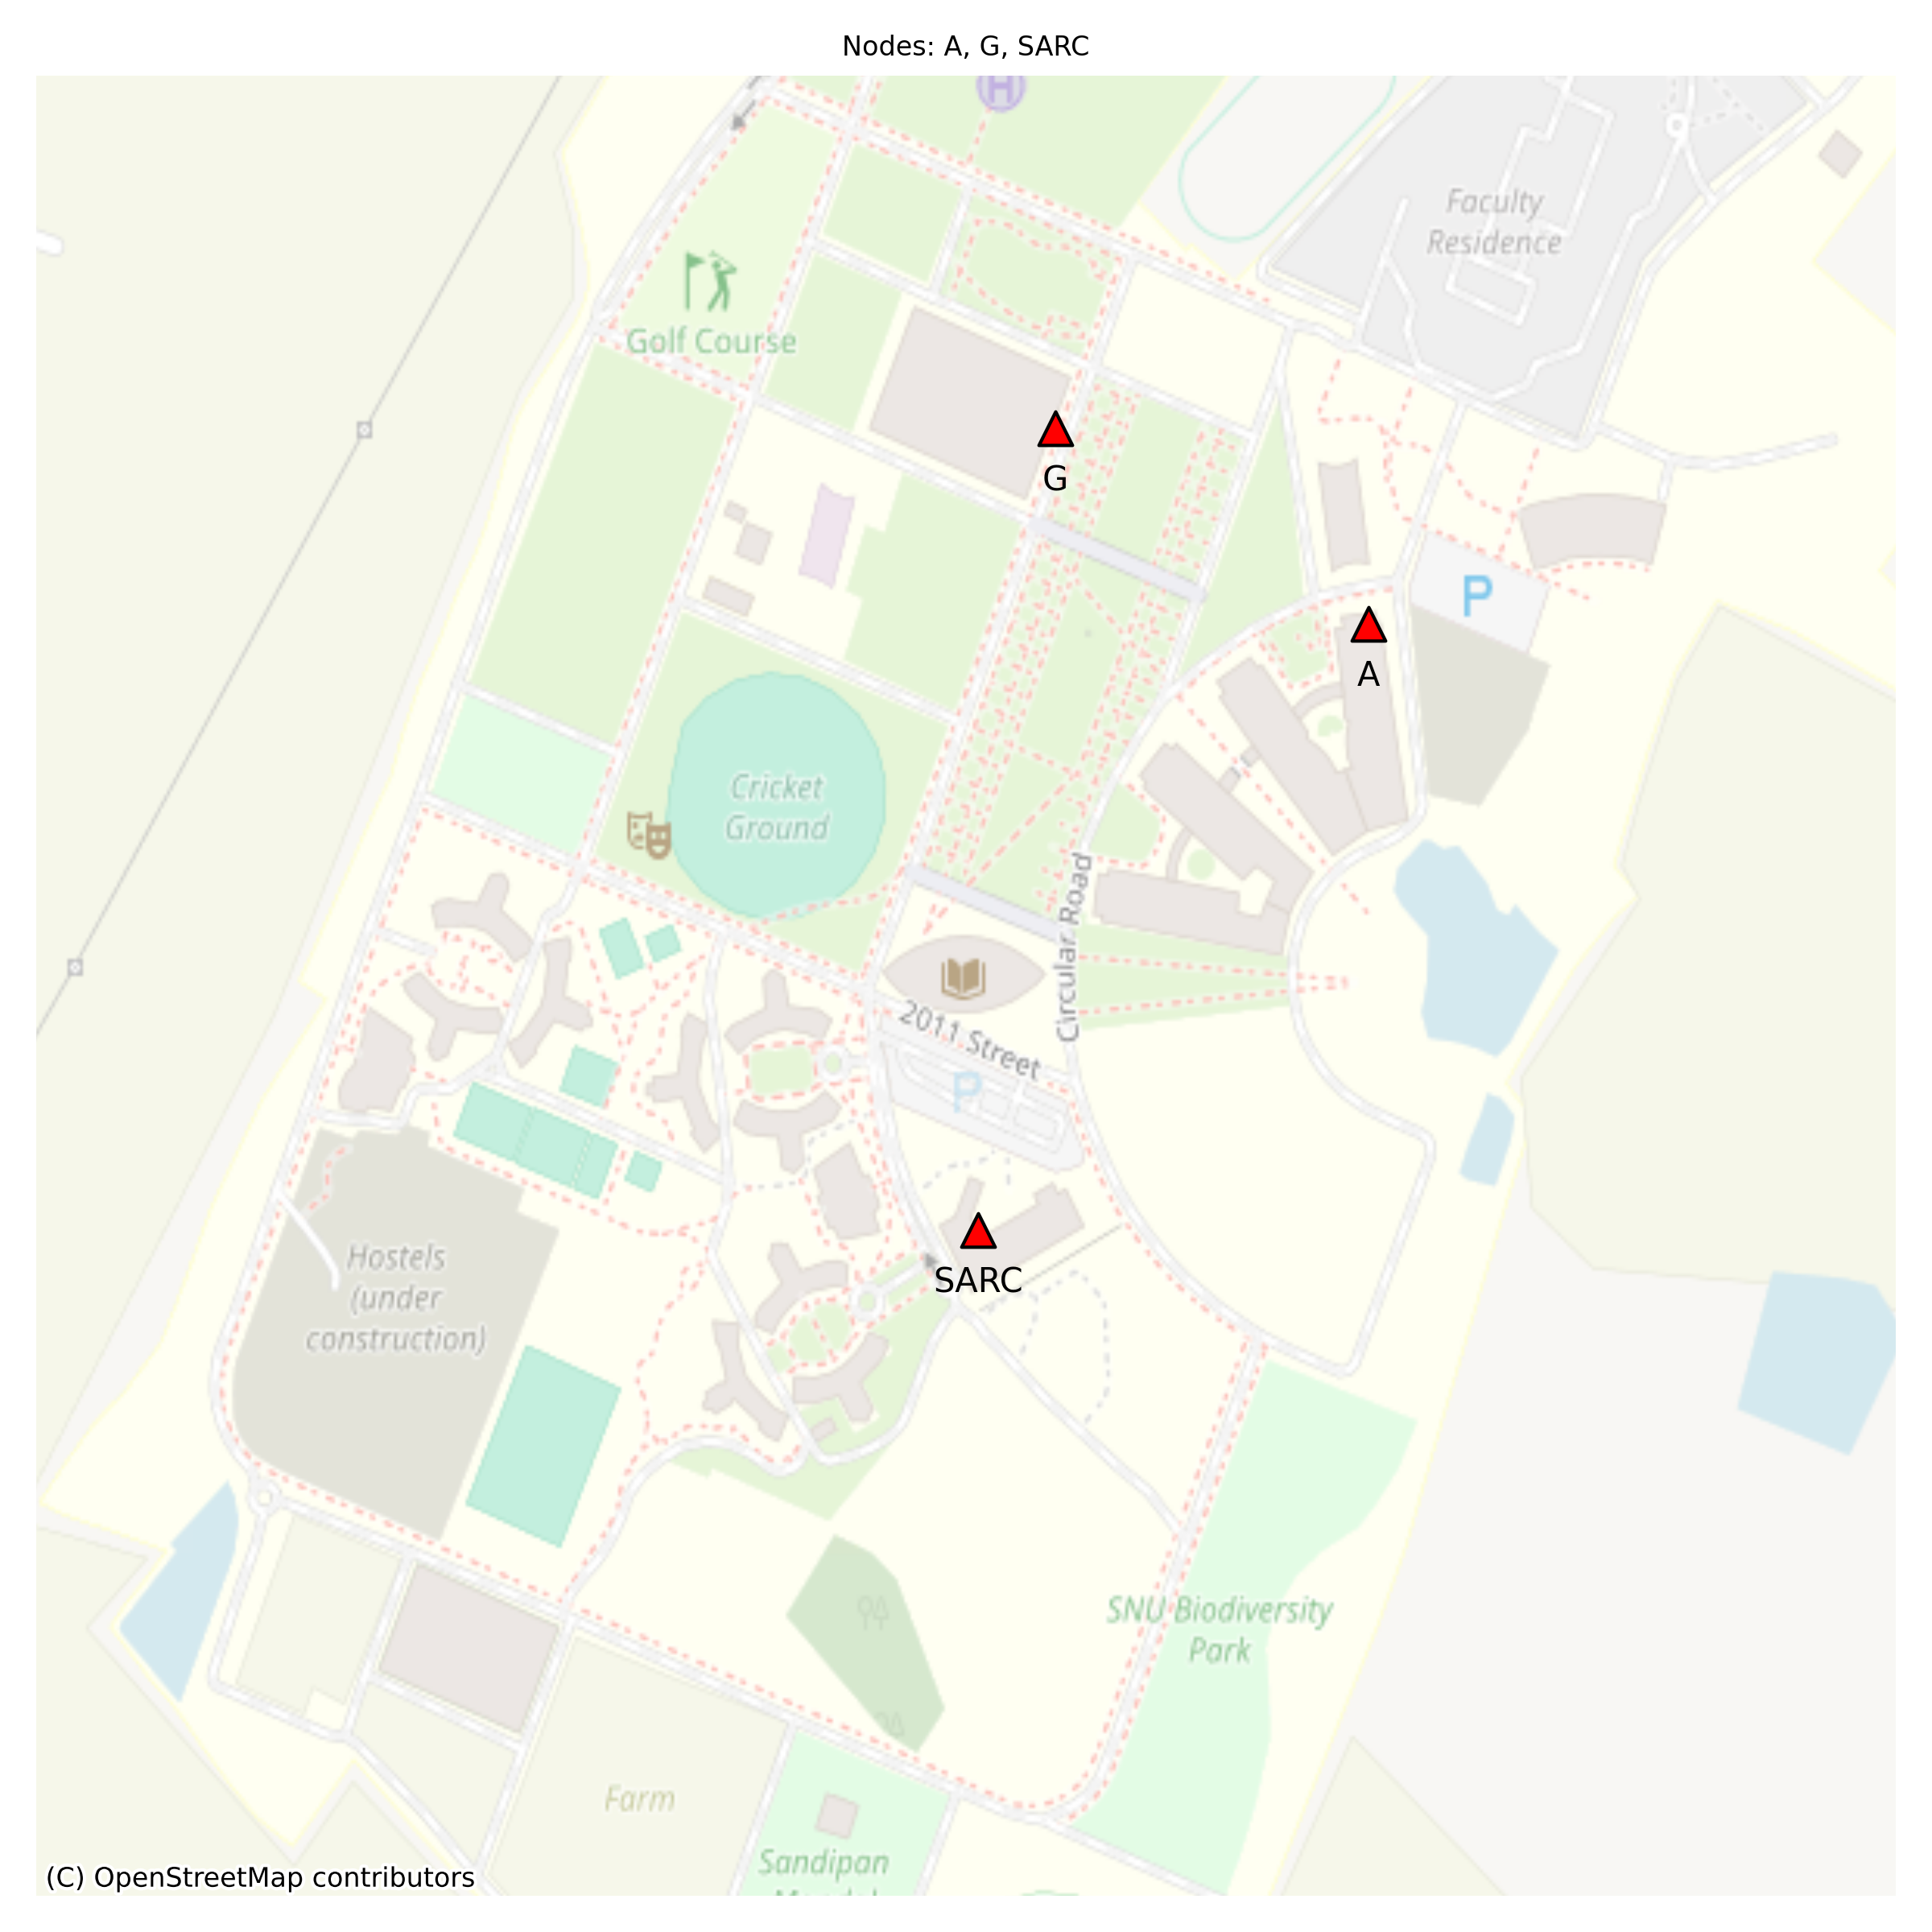 Nodes: A, G, SARC
H
Faculty
Residence
Golf Course
G
P
A
Cricket
Ground
Circular Road
2011 Street
P
SARC
Hostels
(under
construction)
SNU Biodiversity
Park
Farm
Sandipan
(C) OpenStreetMap contributors